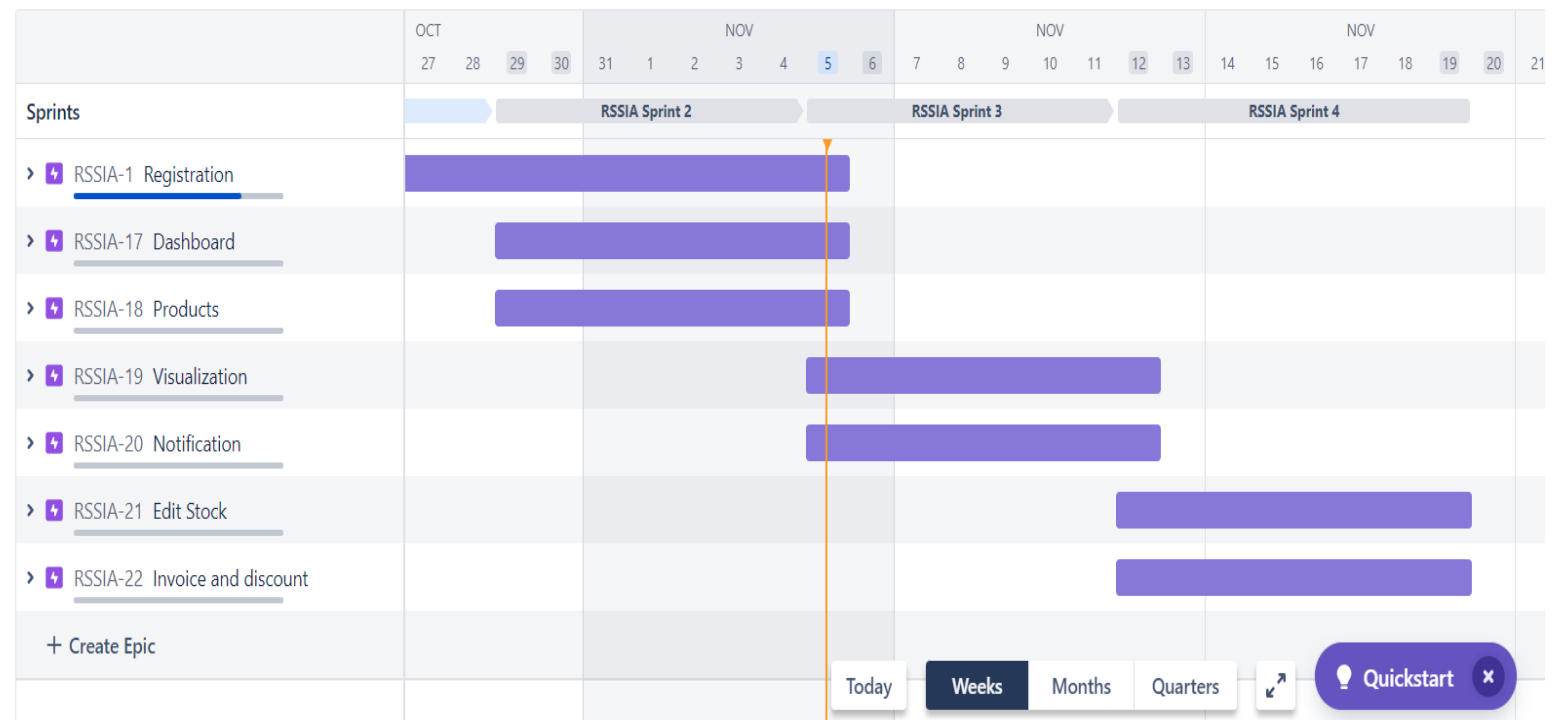 OCT NOV NOV NOV
27 28 29 30 31 1 2 3 4 5 6 7 8 9 10 11 12 13 14 15 16 17 18 19 20 21
Sprints RSSIA Sprint 2 RSSIA Sprint 3 RSSIA Sprint 4
RSSIA-1 Registration
RSSIA-17 Dashboard
RSSIA-18 Products
RSSIA-19 Visualization
RSSIA-20 Notification
RSSIA-21 Edit Stock
RSSIA-22 Invoice and discount
+ Create Epic
Today Weeks Months Quarters Quickstart